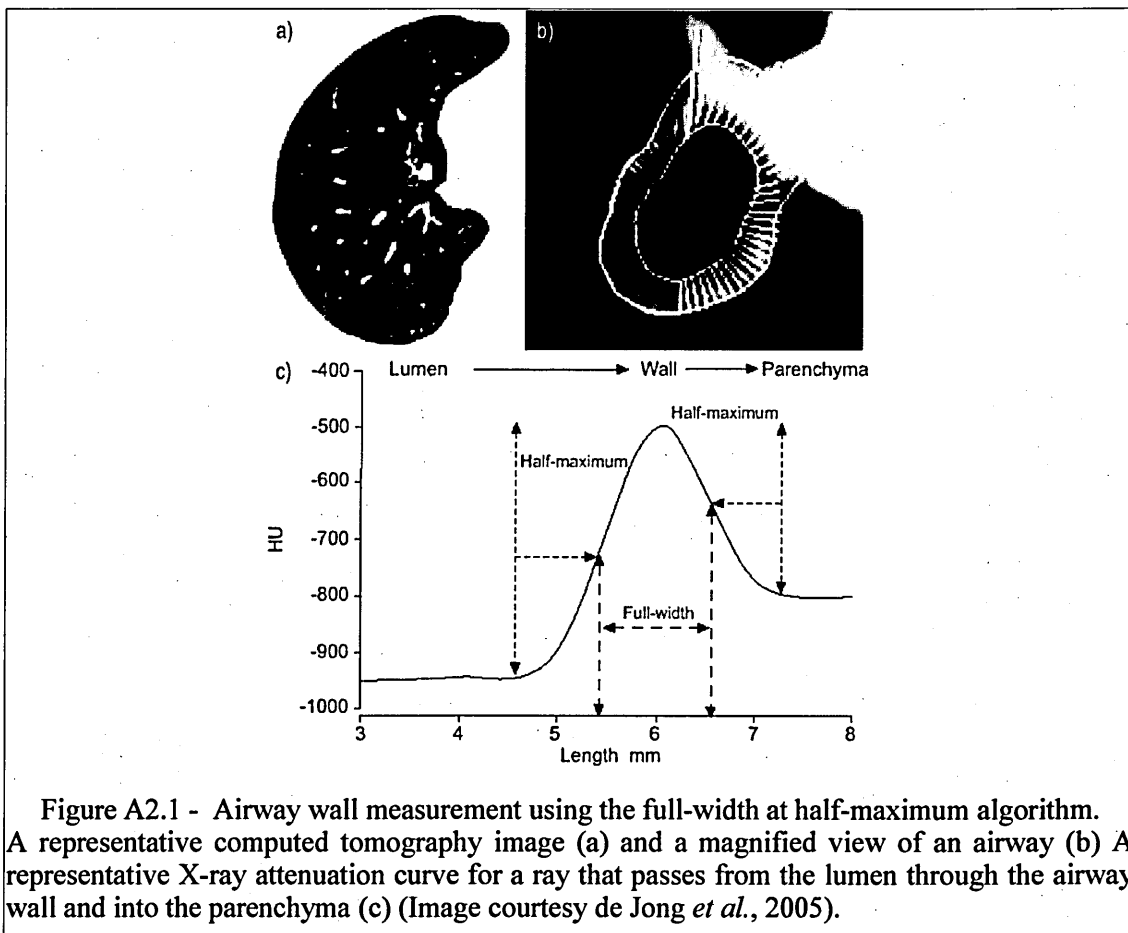 a)
b)
c)
Lumen Wall Parenchyma
-400
-500
-600
-700
-800
-900
-1000
HU
Half-maximum
Half-maximum
Full-width
3 4 5 6 7 8
Length mm
Figure A2.1 - Airway wall measurement using the full-width at half-maximum algorithm.
A representative computed tomography image (a) and a magnified view of an airway (b) A
representative X-ray attenuation curve for a ray that passes from the lumen through the airway
wall and into the parenchyma (c) (Image courtesy de Jong et al., 2005).